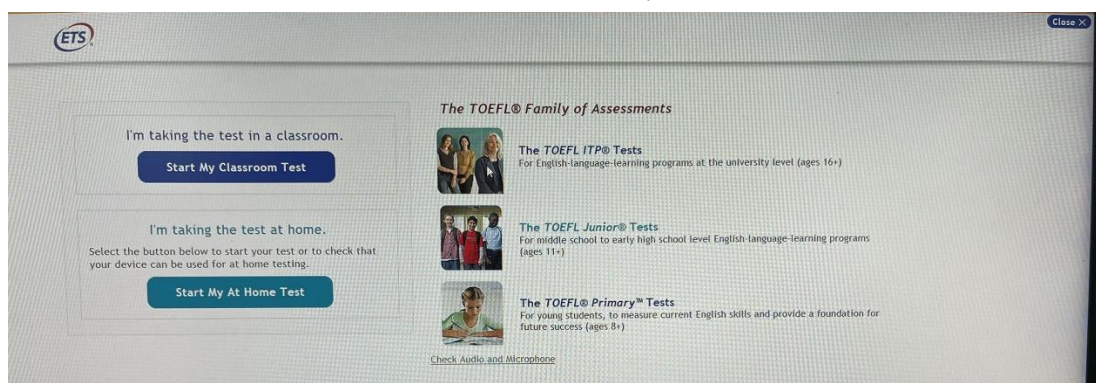 ETS
Close X
I'm taking the test in a classroom.
Start My Classroom Test
I'm taking the test at home.
Select the button below to start your test or to check that
your device can be used for at home testing.
Start My At Home Test
The TOEFL® Family of Assessments
The TOEFL ITP® Tests
For English-language-learning programs at the university level (ages 16+)
The TOEFL Junior® Tests
For middle school to early high school level English-language-learning programs
(ages 11+)
The TOEFL® Primary™ Tests
For young students, to measure current English skills and provide a foundation for
future success (ages 8+)
Check Audio and Microphone